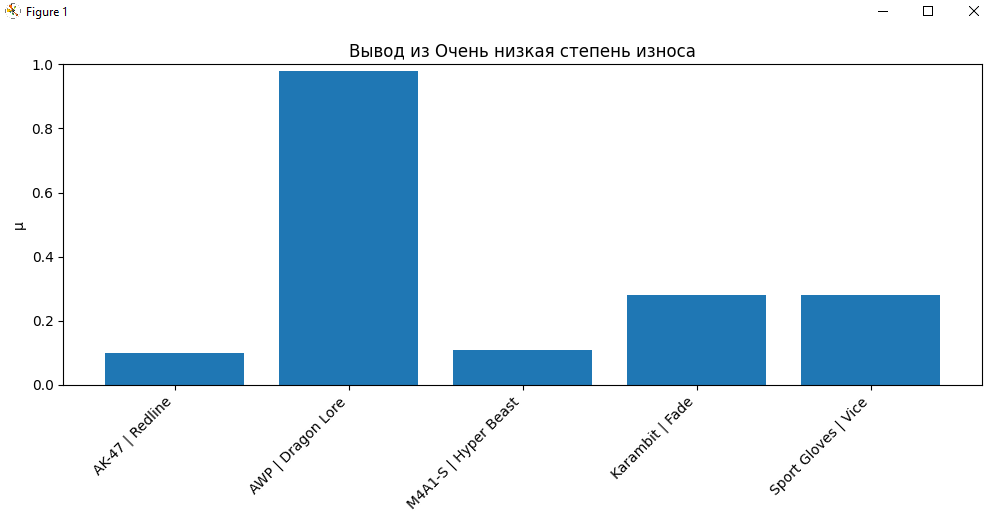 Figure 1
Вывод из Очень низкая степень износа
1.0
0.8
0.6
0.4
0.2
0.0
μ
AK-47 | Redline
AWP | Dragon Lore
M4A1-S | Hyper Beast
Karambit | Fade
Sport Gloves | Vice